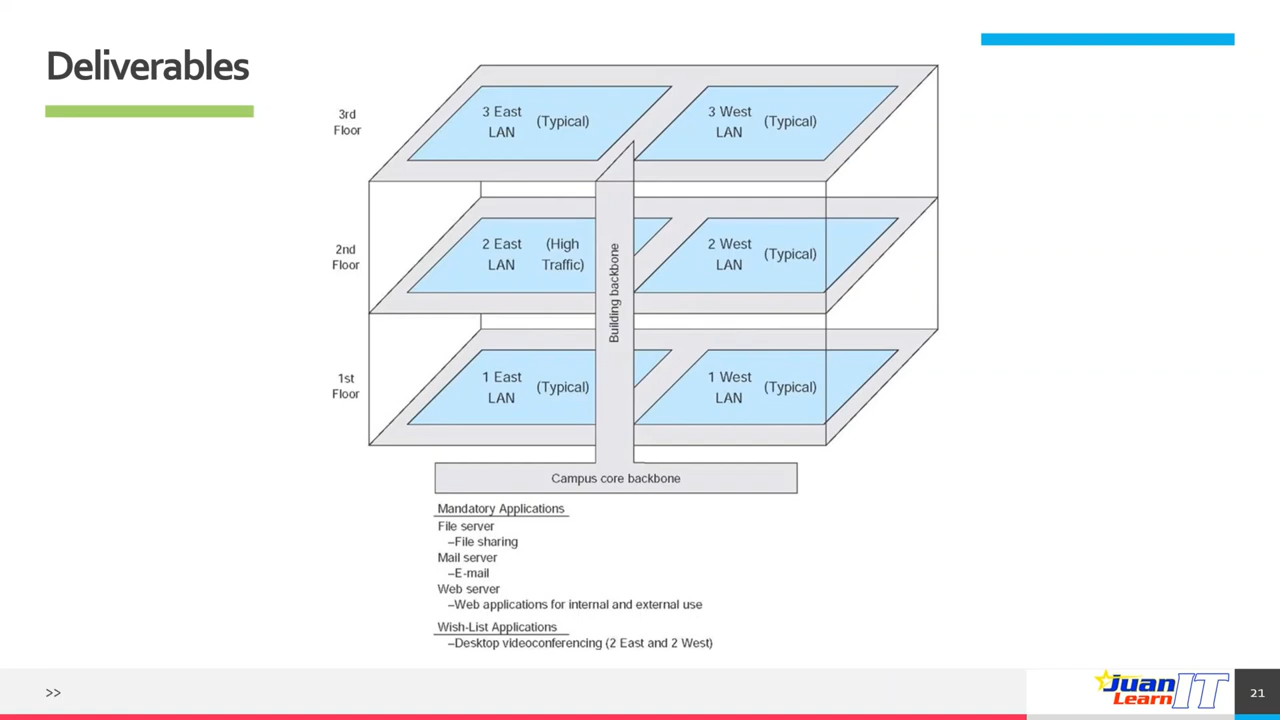 Deliverables
3rd
Floor
3 East
LAN
(Typical)
3 West
LAN
(Typical)
2nd
Floor
2 East
LAN
(High
Traffic)
2 West
LAN
(Typical)
Building backbone
1st
Floor
1 East
LAN
(Typical)
1 West
LAN
(Typical)
Campus core backbone
Mandatory Applications
File server
–File sharing
Mail server
–E-mail
Web server
–Web applications for internal and external use
Wish-List Applications
–Desktop videoconferencing (2 East and 2 West)
>>
Juan
Learn
IT
21